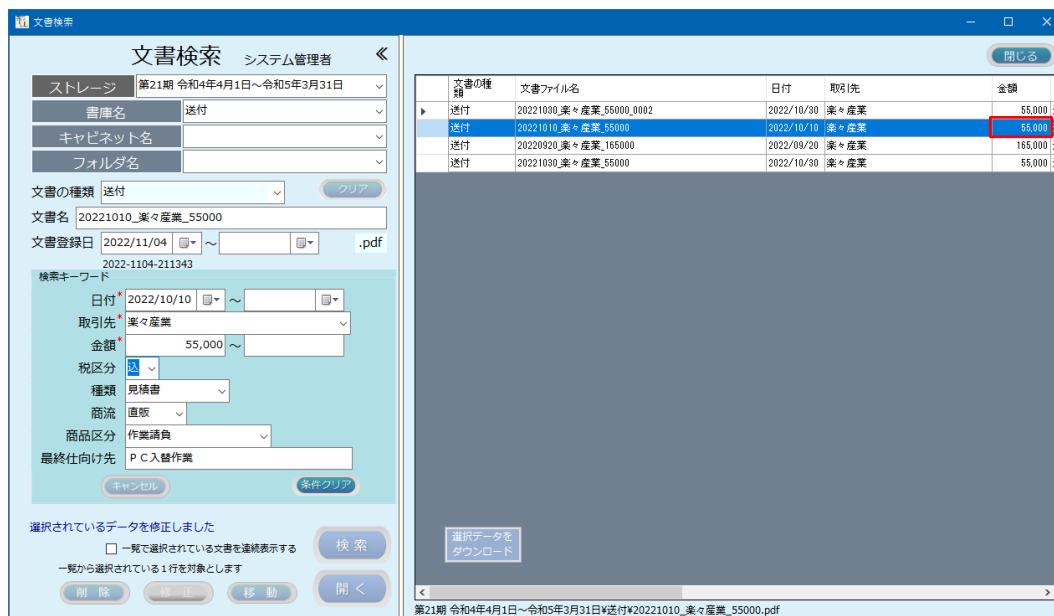 文書検索
文書検索 システム管理者 «
ストレージ 第21期 令和4年4月1日～令和5年3月31日
書庫名 送付
キャビネット名
フォルダ名
文書の種類 送付 クリア
文書名 20221010_楽々産業_55000
文書登録日 2022/11/04 ～ .pdf
2022-1104-211343
検索キーワード
日付* 2022/10/10 ～
取引先* 楽々産業
金額* 55,000 ～
税区分 込
種類 見積書
商流 直販
商品区分 作業請負
最終仕向け先 ＰＣ入替作業
キャンセル 条件クリア
選択されているデータを修正しました
一覧で選択されている文書を連続表示する
検 索
一覧から選択されている１行を対象とします
削 除 修 正 移 動 開 く
閉じる
文書の種類 文書ファイル名 日付 取引先 金額
送付 20221030_楽々産業_55000_0002 2022/10/30 楽々産業 55,000
送付 20221010_楽々産業_55000 2022/10/10 楽々産業 55,000
送付 20220920_楽々産業_165000 2022/09/20 楽々産業 165,000
送付 20221030_楽々産業_55000 2022/10/30 楽々産業 55,000
選択データを
ダウンロード
第21期 令和4年4月1日～令和5年3月31日¥送付¥20221010_楽々産業_55000.pdf